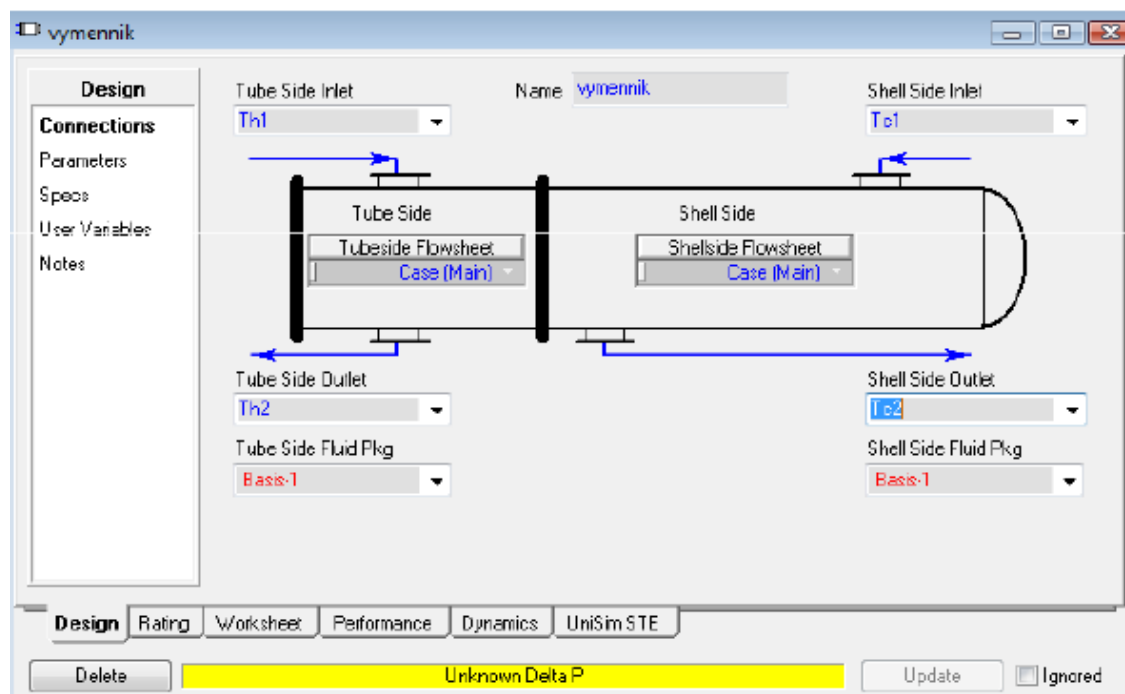 vymennik
Design
Connections
Parameters
Specs
User Variables
Notes
Tube Side Inlet
Th1
Name vymennik
Shell Side Inlet
Tc1
Tube Side
Shell Side
Tubeside Flowsheet
Case (Main)
Shellside Flowsheet
Case (Main)
Tube Side Outlet
Th2
Shell Side Outlet
Tc2
Tube Side Fluid Pkg
Basis-1
Shell Side Fluid Pkg
Basis-1
Design Rating Worksheet Performance Dynamics UniSim STE
Delete Unknown Delta P Update Ignored